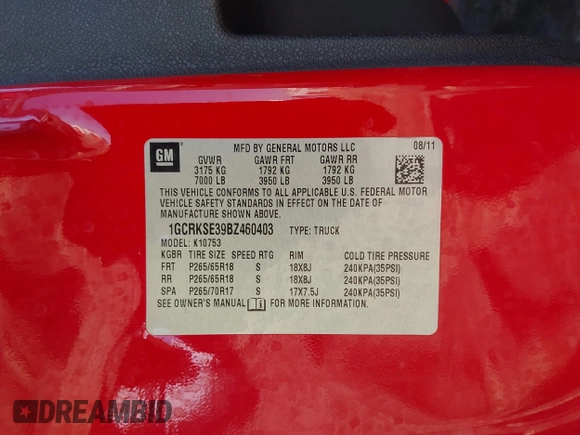 GM
MFD BY GENERAL MOTORS LLC 08/11
GVWR GAWR FRT GAWR RR
3175 KG 1792 KG 1792 KG
7000 LB 3950 LB 3950 LB
THIS VEHICLE CONFORMS TO ALL APPLICABLE U.S. FEDERAL MOTOR
VEHICLE SAFETY STANDARDS IN EFFECT ON THE DATE OF
MANUFACTURE SHOWN ABOVE.
1GCRKSE39BZ460403 TYPE: TRUCK
MODEL: K10753
KGBR TIRE SIZE SPEED RTG RIM COLD TIRE PRESSURE
FRT P265/65R18 S 18X8J 240KPA(35PSI)
RR P265/65R18 S 18X8J 240KPA(35PSI)
SPA P265/70R17 S 17X7.5J 240KPA(35PSI)
SEE OWNER'S MANUAL FOR MORE INFORMATION.
DREAMBID